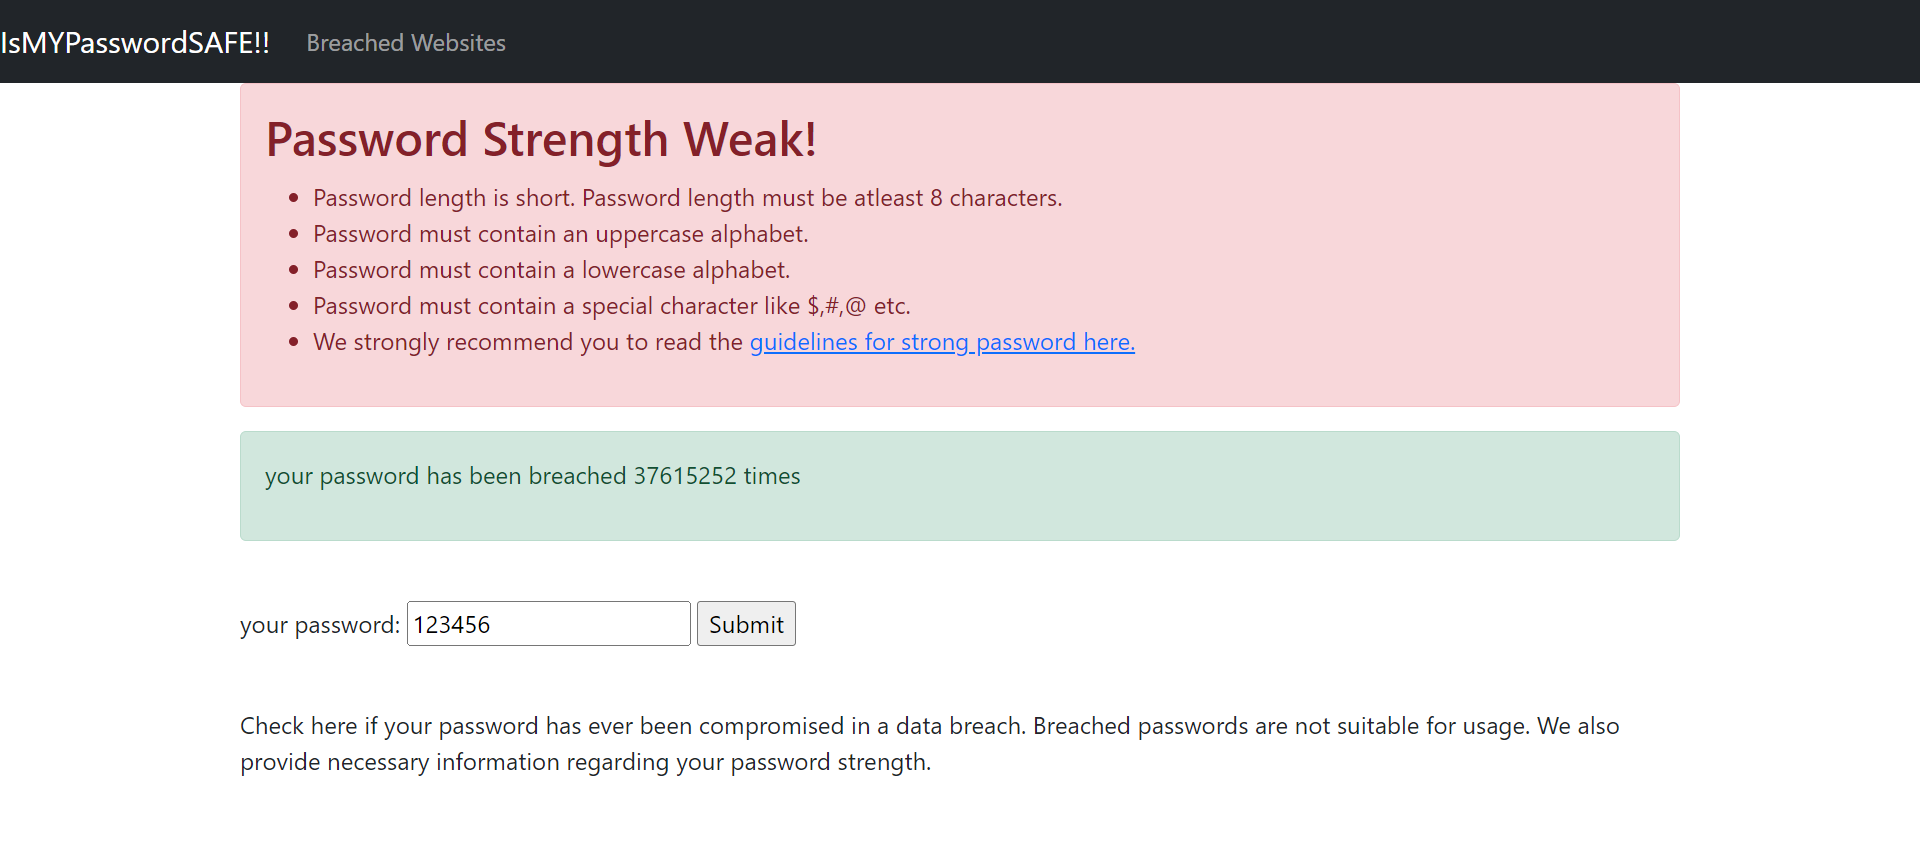 IsMYPasswordSAFE!! Breached Websites
Password Strength Weak!
Password length is short. Password length must be atleast 8 characters.
Password must contain an uppercase alphabet.
Password must contain a lowercase alphabet.
Password must contain a special character like $,#,@ etc.
We strongly recommend you to read the guidelines for strong password here.
your password has been breached 37615252 times
your password: 123456 Submit
Check here if your password has ever been compromised in a data breach. Breached passwords are not suitable for usage. We also
provide necessary information regarding your password strength.